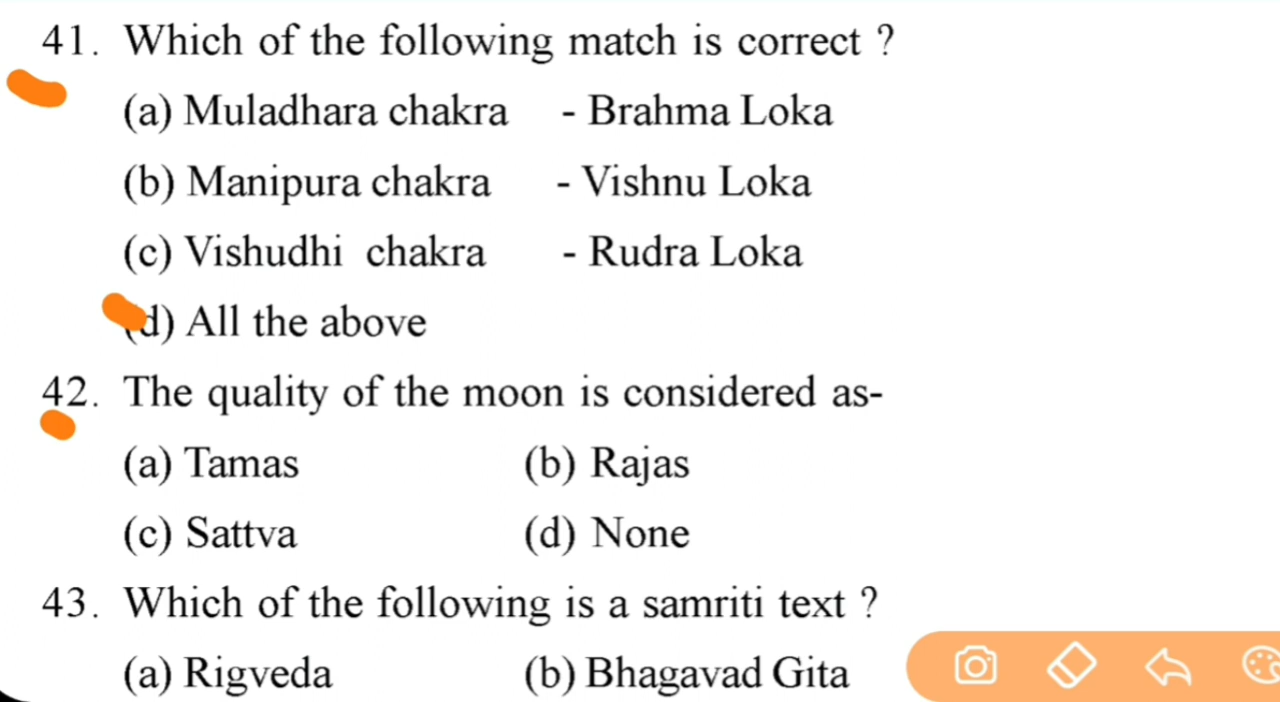 41. Which of the following match is correct ?
(a) Muladhara chakra - Brahma Loka
(b) Manipura chakra - Vishnu Loka
(c) Vishudhi chakra - Rudra Loka
(d) All the above
42. The quality of the moon is considered as-
(a) Tamas (b) Rajas
(c) Sattva (d) None
43. Which of the following is a samriti text ?
(a) Rigveda (b) Bhagavad Gita